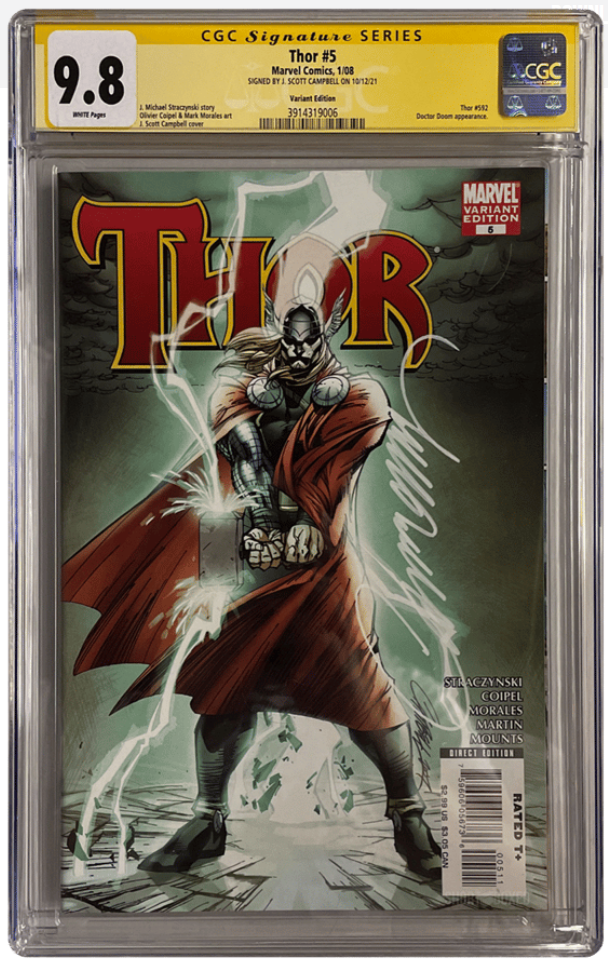 CGC Signature SERIES
9.8
WHITE Pages
Thor #5
Marvel Comics, 1/08
SIGNED BY J. SCOTT CAMPBELL ON 10/12/21
Variant Edition
J. Michael Straczynski story
Olivier Coipel & Mark Morales art
J. Scott Campbell cover
3914319006
Thor #592
Doctor Doom appearance.
CGC
MARVEL
VARIANT
EDITION
5
THOR
STRACZYNSKI
COIPEL
MORALES
MARTIN
MOUNTS
DIRECT EDITION
RATED T+
00511
$2.99 US $3.05 CAN